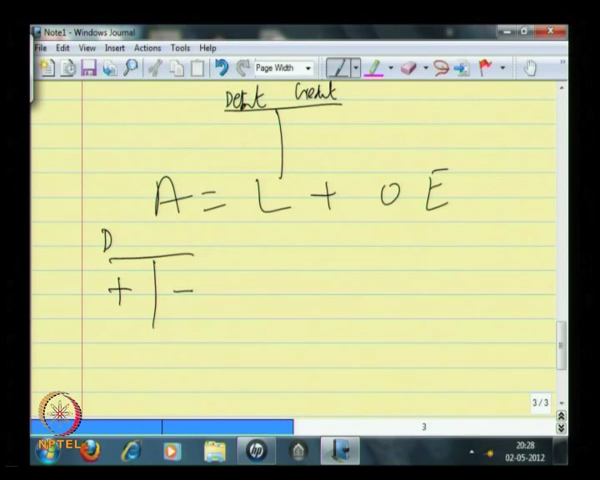 Note1 - Windows Journal
File Edit View Insert Actions Tools Help
Page Width
Debit Credit
A = L + O E
D
+ -
3/3
3
NPTEL
20:28
02-05-2012